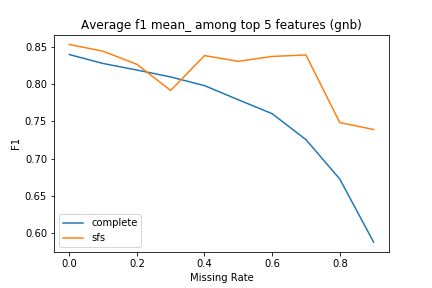 Average f1 mean_ among top 5 features (gnb)
0.85
0.80
0.75
0.70
0.65
0.60
F1
complete
sfs
0.0 0.2 0.4 0.6 0.8
Missing Rate